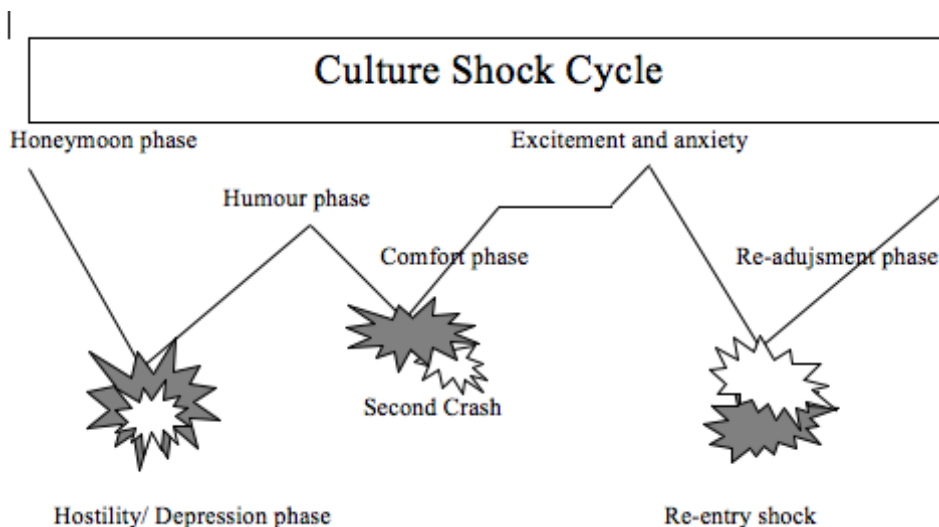 Culture Shock Cycle
Honeymoon phase
Excitement and anxiety
Humour phase
Comfort phase
Re-adujsment phase
Second Crash
Hostility/ Depression phase
Re-entry shock